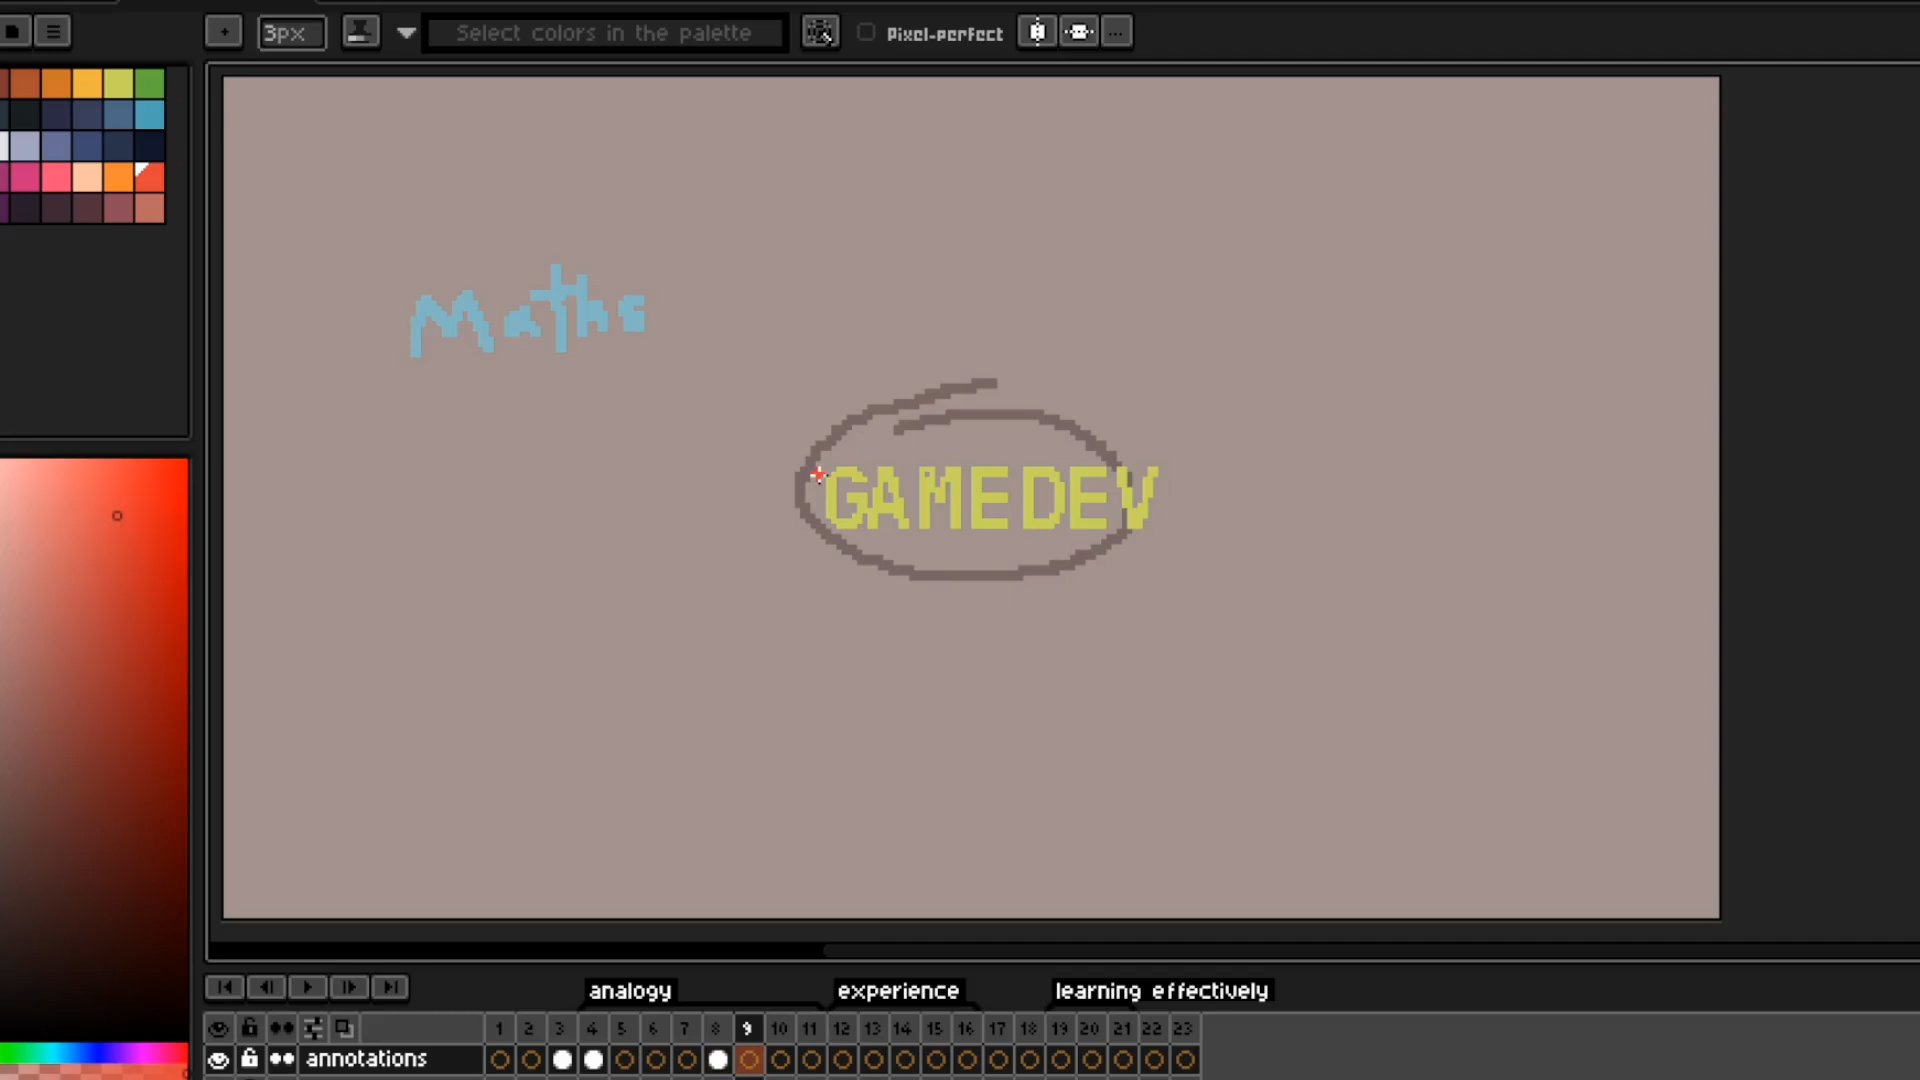 3px Select colors in the palette Pixel-perfect ...
Maths
GAMEDEV
analogy experience learning effectively
1 2 3 4 5 6 7 8 9 10 11 12 13 14 15 16 17 18 19 20 21 22 23
annotations